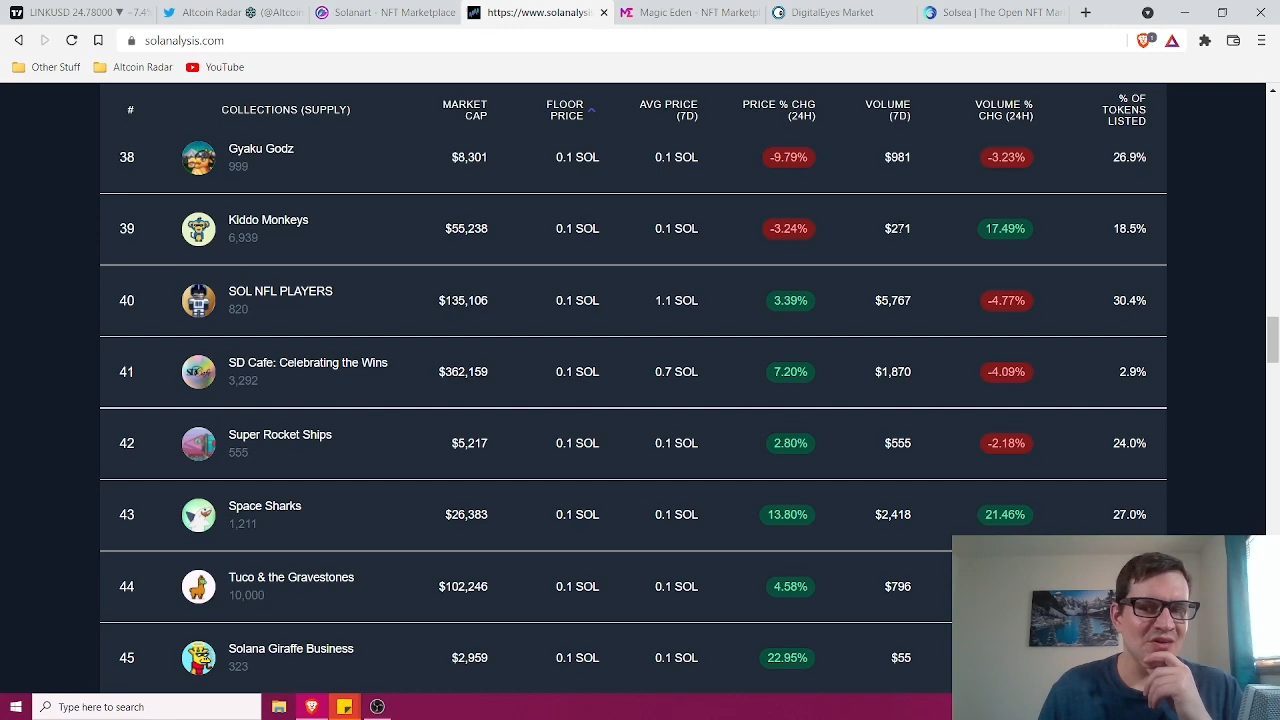 LINKUSD 24.78080 ▼ −7.4%
Altcoin Radar @Altcoin
Solanart - NFT Marketplace
https://www.solanalysis
Magic Eden - NFT Marketpl
DigitalEyes Market
Solsea | The Open NFT Mar
solanalysis.com
1
Other Stuff
Altcoin Radar
YouTube
# COLLECTIONS (SUPPLY) MARKET CAP FLOOR PRICE AVG PRICE (7D) PRICE % CHG (24H) VOLUME (7D) VOLUME % CHG (24H) % OF TOKENS LISTED
38 Gyaku Godz $8,301 0.1 SOL 0.1 SOL -9.79% $981 -3.23% 26.9%
999
39 Kiddo Monkeys $55,238 0.1 SOL 0.1 SOL -3.24% $271 17.49% 18.5%
6,939
40 SOL NFL PLAYERS $135,106 0.1 SOL 1.1 SOL 3.39% $5,767 -4.77% 30.4%
820
41 SD Cafe: Celebrating the Wins $362,159 0.1 SOL 0.7 SOL 7.20% $1,870 -4.09% 2.9%
3,292
42 Super Rocket Ships $5,217 0.1 SOL 0.1 SOL 2.80% $555 -2.18% 24.0%
555
43 Space Sharks $26,383 0.1 SOL 0.1 SOL 13.80% $2,418 21.46% 27.0%
1,211
44 Tuco & the Gravestones $102,246 0.1 SOL 0.1 SOL 4.58% $796
10,000
45 Solana Giraffe Business $2,959 0.1 SOL 0.1 SOL 22.95% $55
323
Type here to search